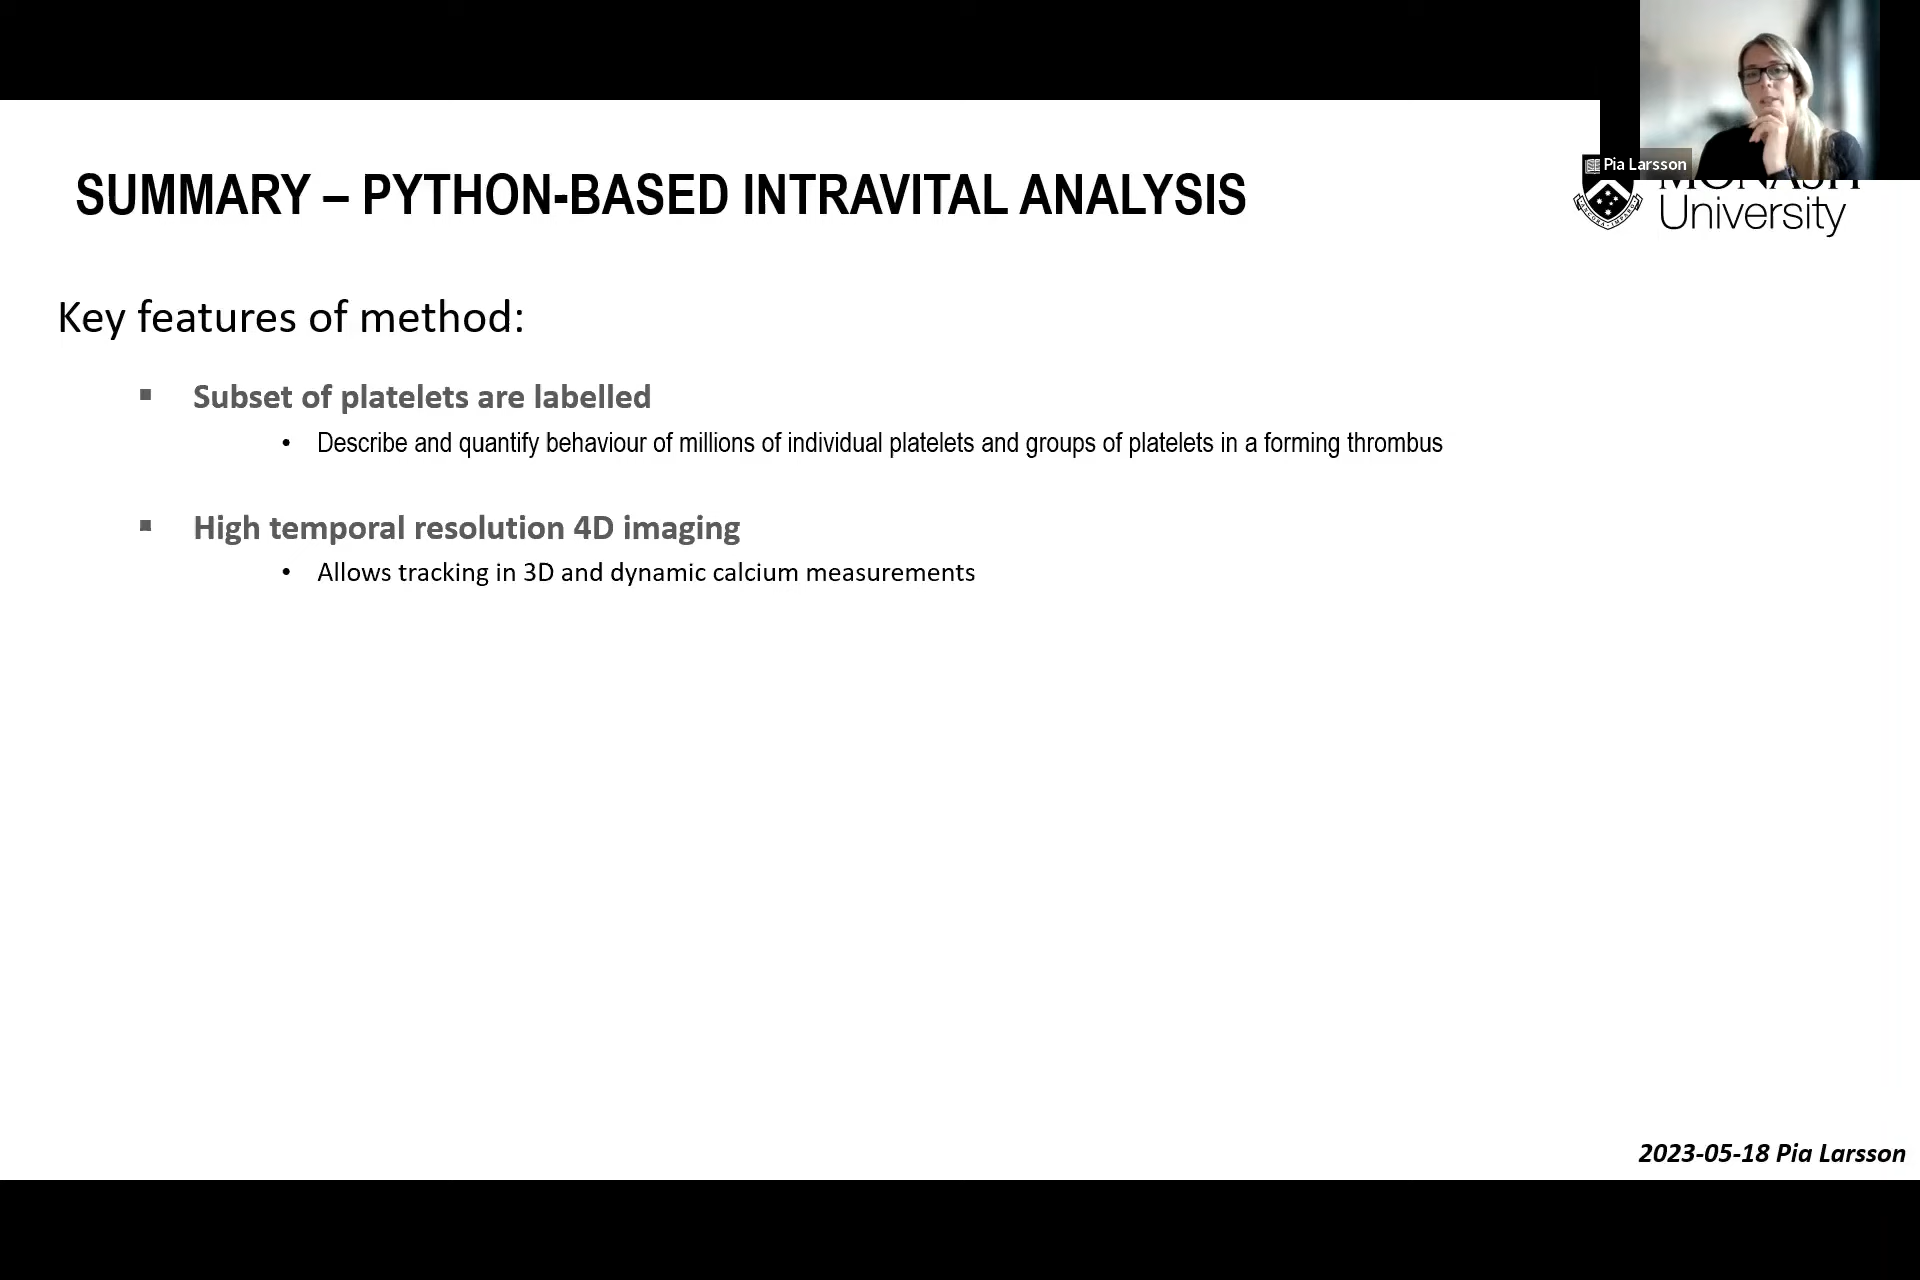 Pia Larsson
SUMMARY – PYTHON-BASED INTRAVITAL ANALYSIS
MONASH
University
Key features of method:
▪ Subset of platelets are labelled
• Describe and quantify behaviour of millions of individual platelets and groups of platelets in a forming thrombus
▪ High temporal resolution 4D imaging
• Allows tracking in 3D and dynamic calcium measurements
2023-05-18 Pia Larsson